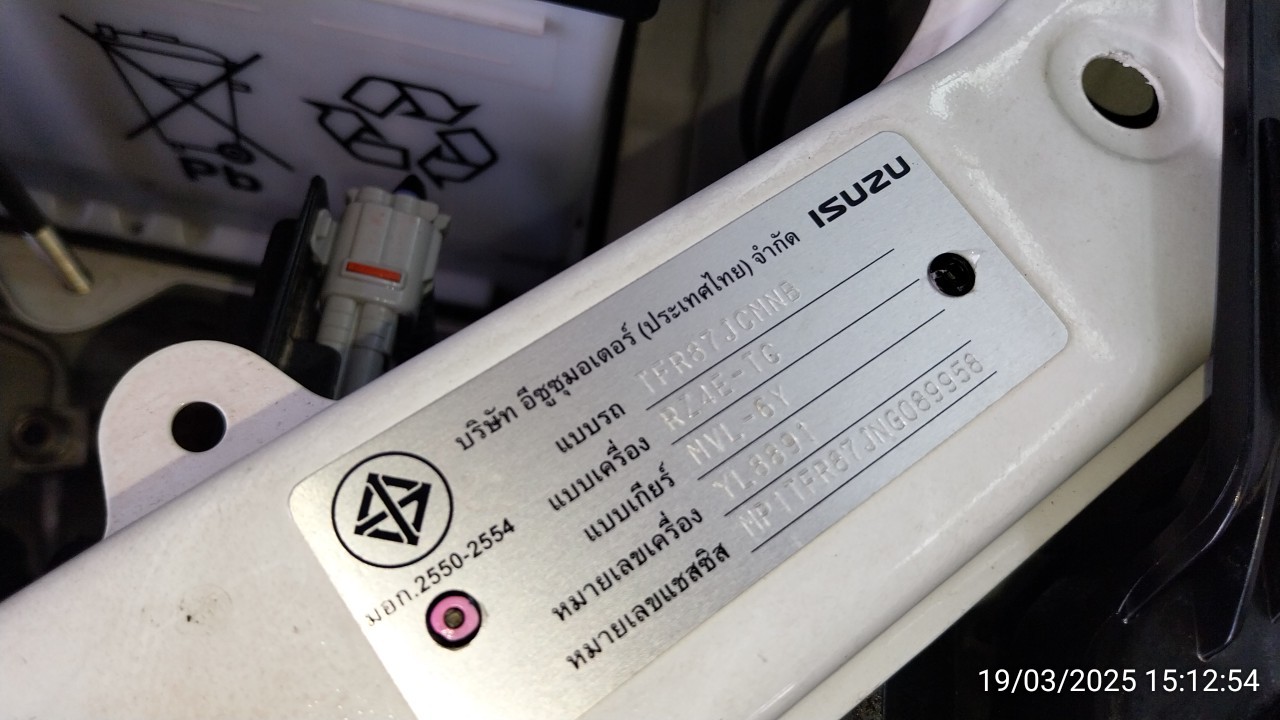 Pb
ISUZU
บริษัท อีซูซุมอเตอร์ (ประเทศไทย) จำกัด
แบบรถ TFR87JCNNNB
แบบเครื่อง RZ4E-TC
แบบเกียร์ MVL-6Y
หมายเลขเครื่อง YL8891
หมายเลขแชสซิส MP1TFR87JNG089958
มอก.2550-2554
19/03/2025 15:12:54